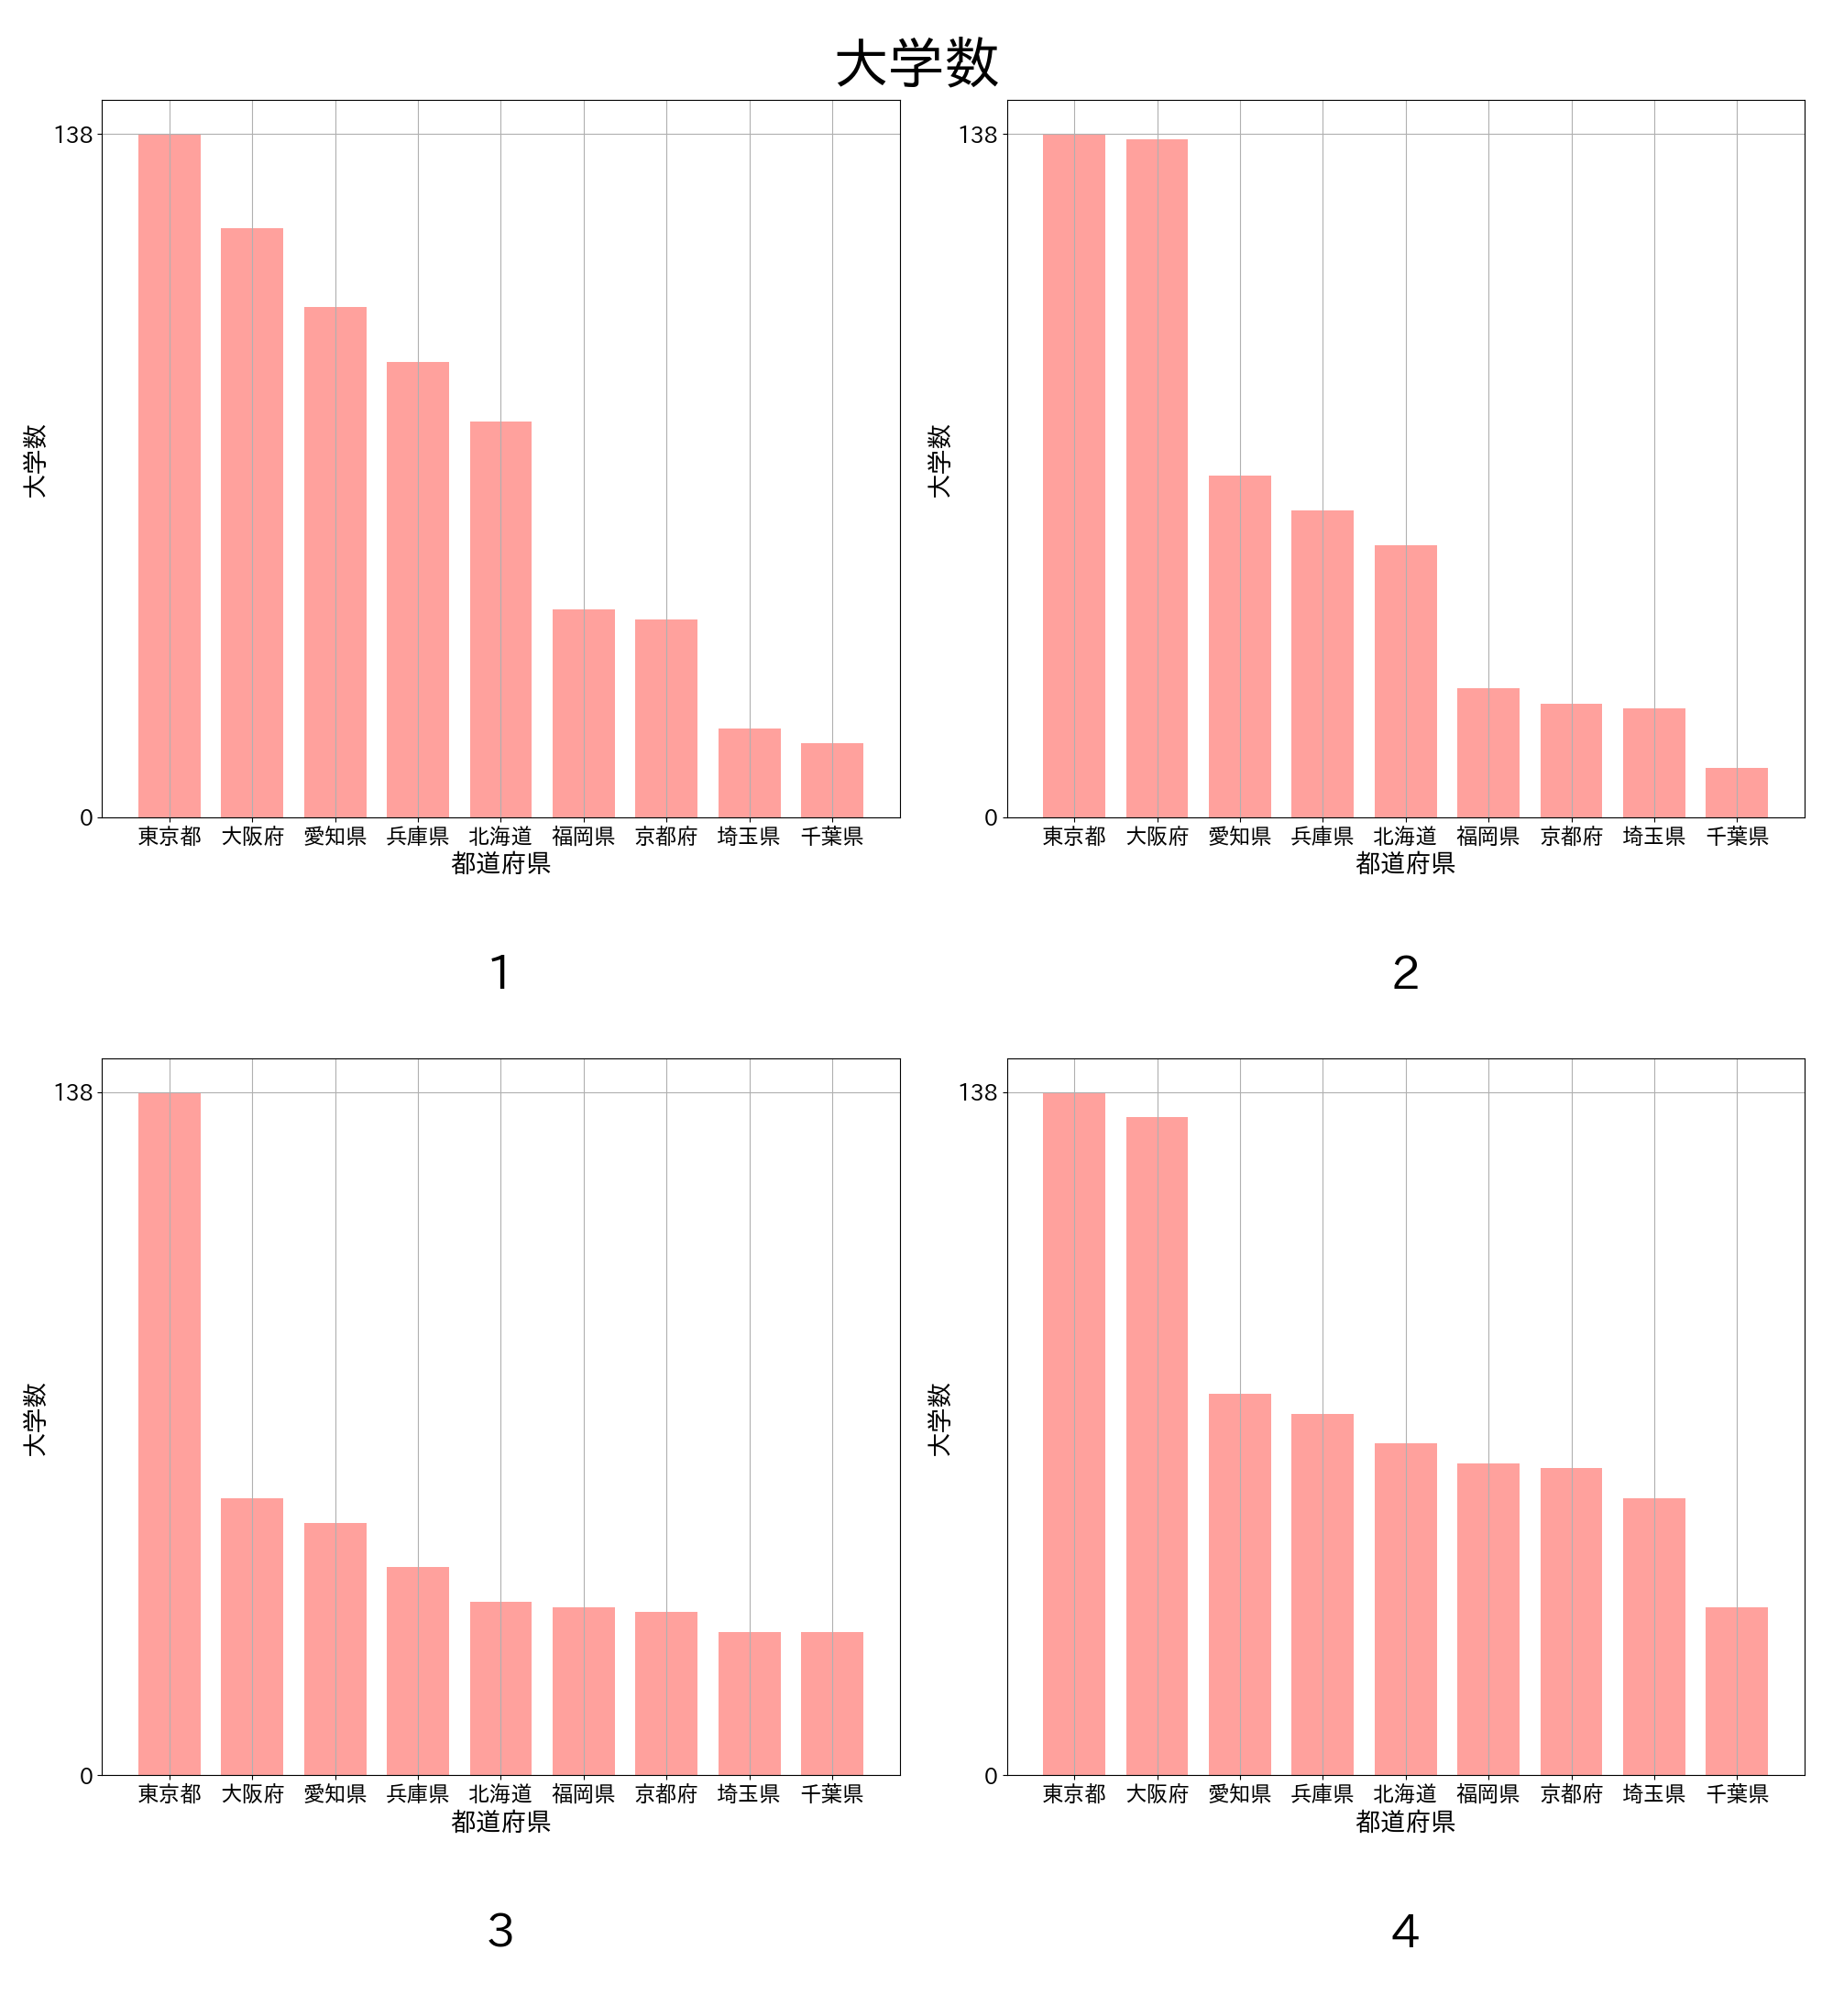 大学数
138
0
大学数
東京都 大阪府 愛知県 兵庫県 北海道 福岡県 京都府 埼玉県 千葉県
都道府県
1
138
0
大学数
東京都 大阪府 愛知県 兵庫県 北海道 福岡県 京都府 埼玉県 千葉県
都道府県
2
138
0
大学数
東京都 大阪府 愛知県 兵庫県 北海道 福岡県 京都府 埼玉県 千葉県
都道府県
3
138
0
大学数
東京都 大阪府 愛知県 兵庫県 北海道 福岡県 京都府 埼玉県 千葉県
都道府県
4